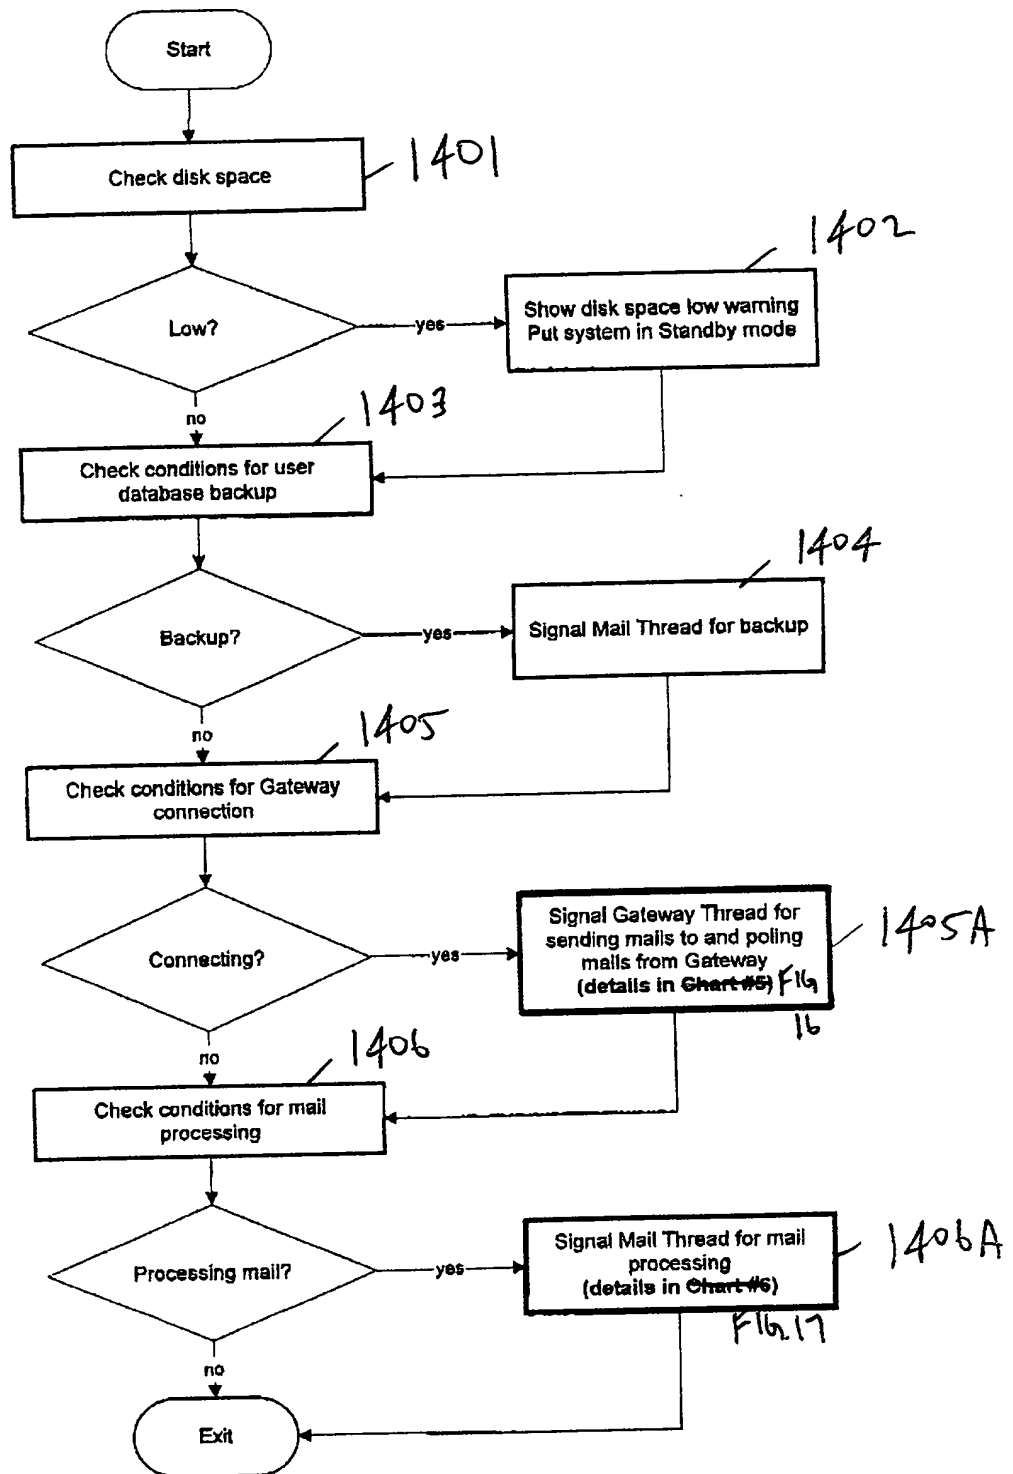 Start
Check disk space
1401
1402
Low?
yes
Show disk space low warning
Put system in Standby mode
no
1403
Check conditions for user
database backup
1404
Backup?
yes
Signal Mail Thread for backup
no
1405
Check conditions for Gateway
connection
Connecting?
yes
Signal Gateway Thread for
sending mails to and poling
mails from Gateway
(details in Chart #5) FIG
16
1405A
no
1406
Check conditions for mail
processing
Processing mail?
yes
Signal Mail Thread for mail
processing
(details in Chart #6)
FIG.17
1406A
no
Exit